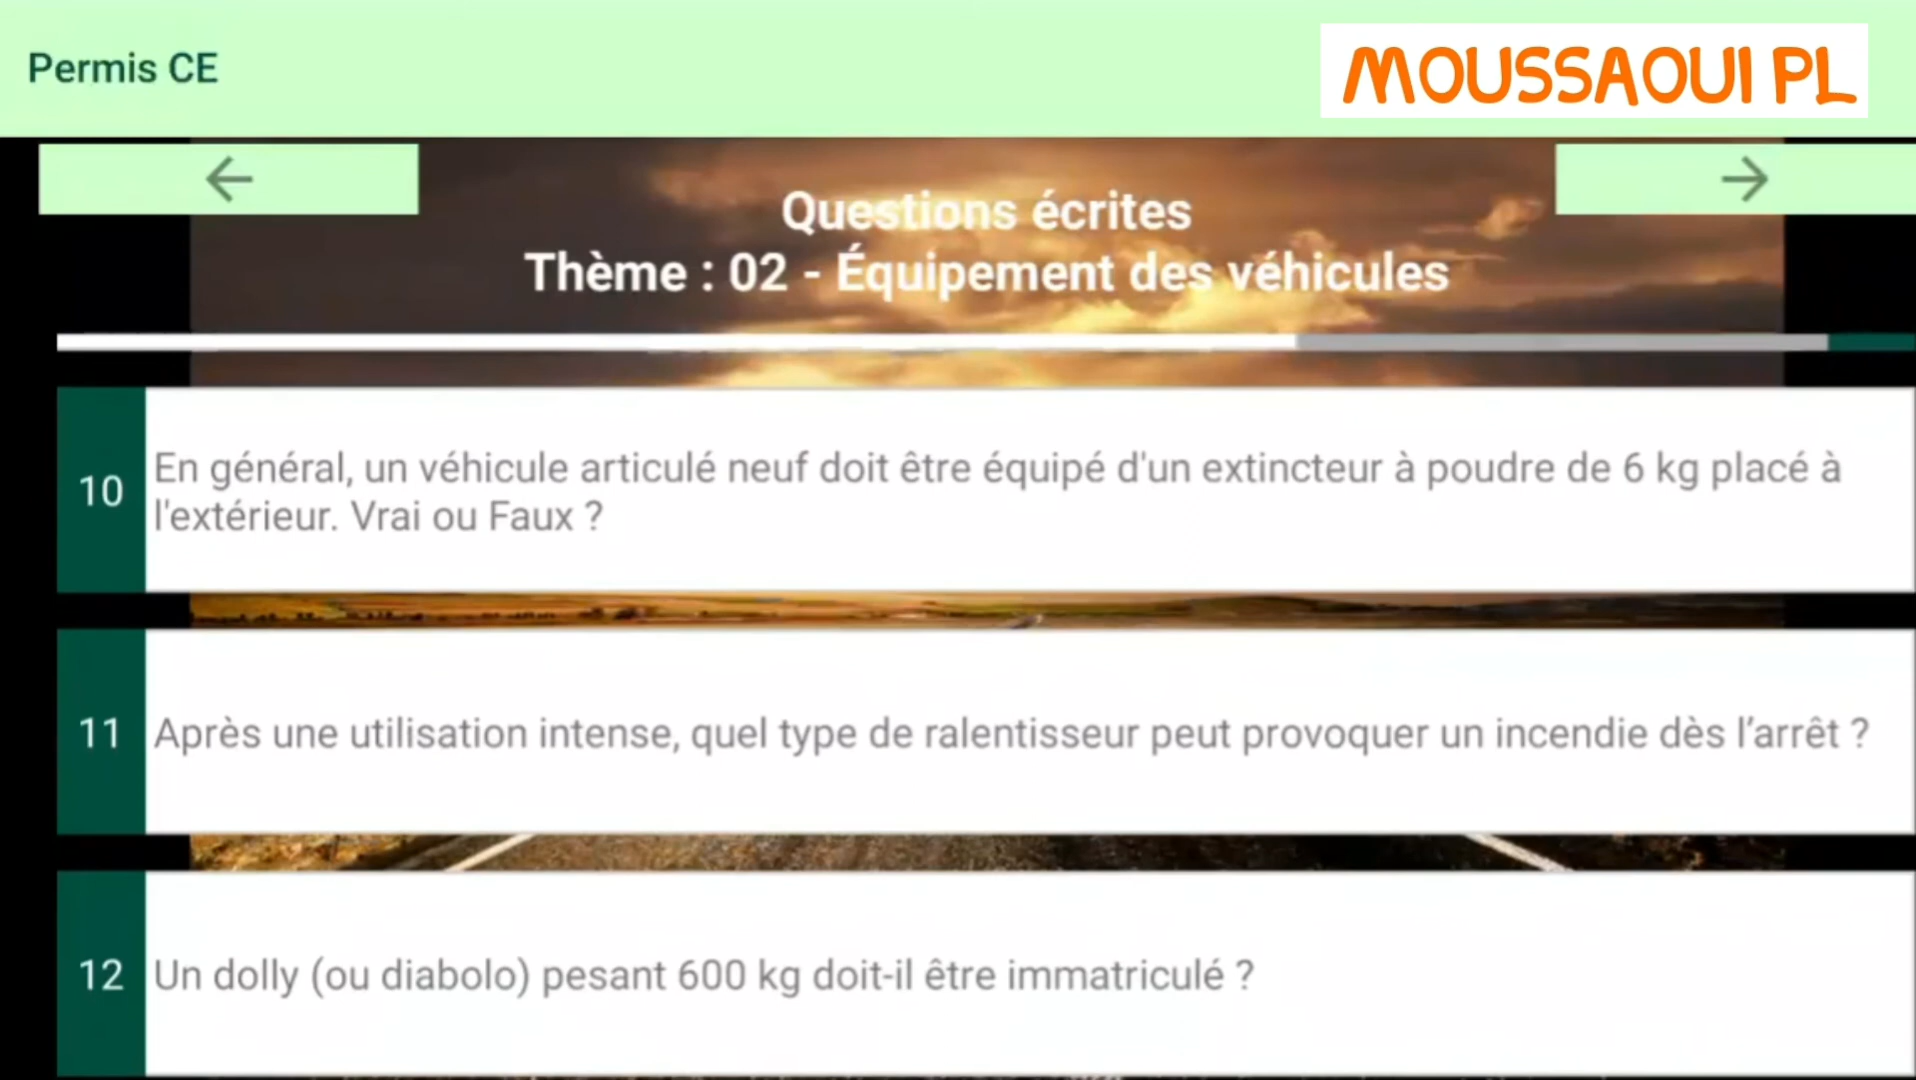 Permis CE
MOUSSAOUI PL
←
→
Questions écrites
Thème : 02 - Équipement des véhicules
10
En général, un véhicule articulé neuf doit être équipé d'un extincteur à poudre de 6 kg placé à
l'extérieur. Vrai ou Faux ?
11
Après une utilisation intense, quel type de ralentisseur peut provoquer un incendie dès l’arrêt ?
12
Un dolly (ou diabolo) pesant 600 kg doit-il être immatriculé ?